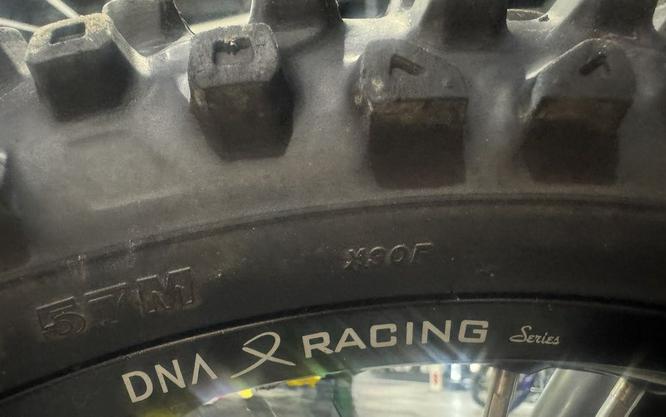 57M
X30F
DNA RACING Series